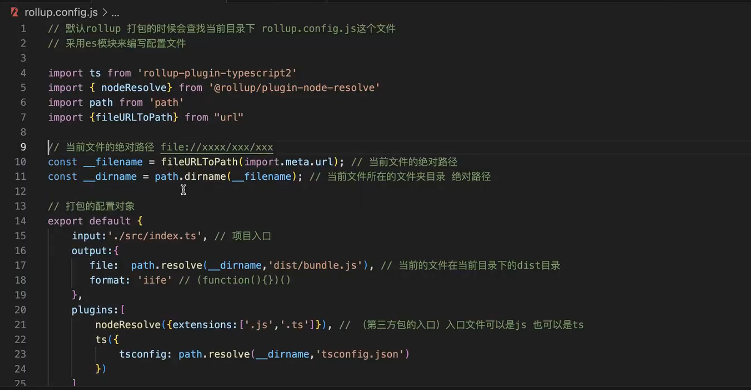 rollup.config.js > ...
1 // 默认rollup 打包的时候会查找当前目录下 rollup.config.js这个文件
2 // 采用es模块来编写配置文件
3
4 import ts from 'rollup-plugin-typescript2'
5 import { nodeResolve} from '@rollup/plugin-node-resolve'
6 import path from 'path'
7 import {fileURLToPath} from "url"
8
9 // 当前文件的绝对路径 file://xxxx/xxx/xxx
10 const __filename = fileURLToPath(import.meta.url); // 当前文件的绝对路径
11 const __dirname = path.dirname(__filename); // 当前文件所在的文件夹目录 绝对路径
12
13 // 打包的配置对象
14 export default {
15 input:'./src/index.ts', // 项目入口
16 output:{
17 file: path.resolve(__dirname,'dist/bundle.js'), // 当前的文件在当前目录下的dist目录
18 format: 'iife' // (function(){})()
19 },
20 plugins:[
21 nodeResolve({extensions:['.js','.ts']}), // （第三方包的入口）入口文件可以是js 也可以是ts
22 ts({
23 tsconfig: path.resolve(__dirname,'tsconfig.json')
24 })
25 ]